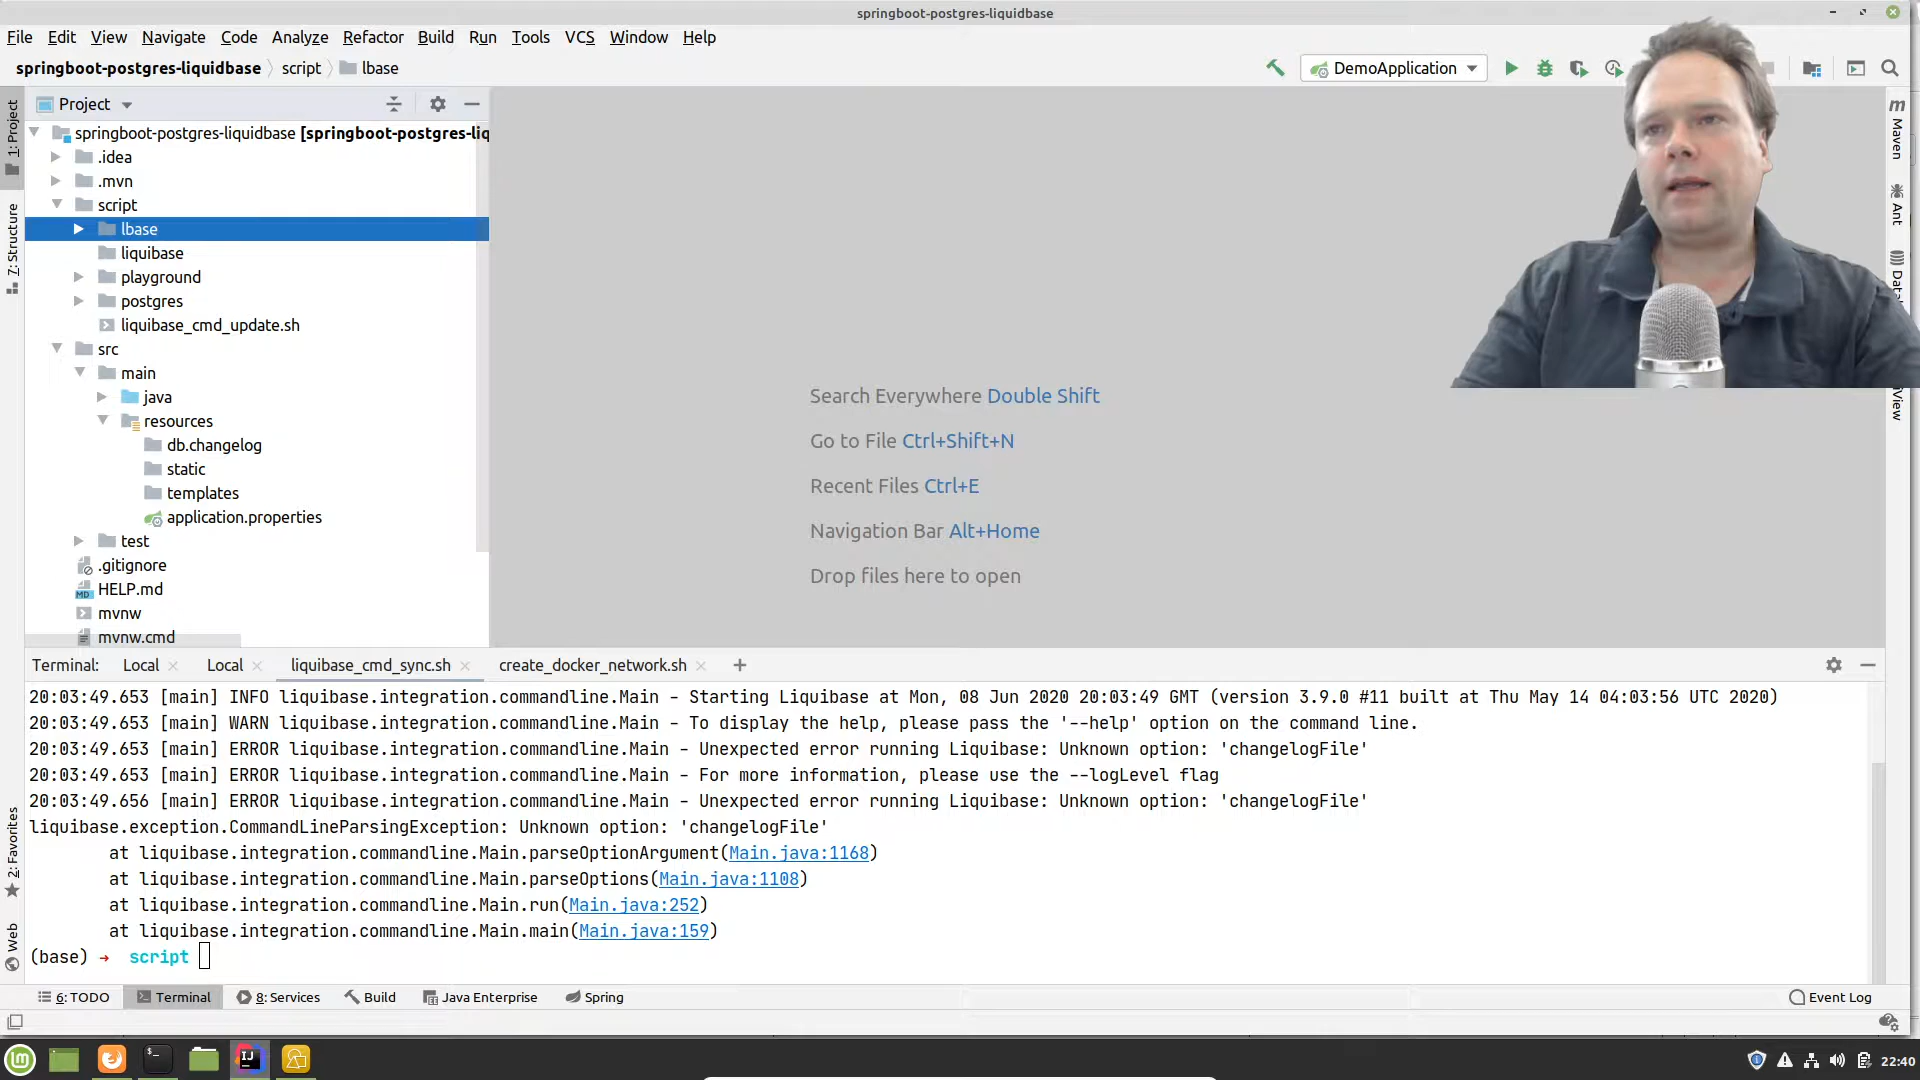 springboot-postgres-liquidbase
File Edit View Navigate Code Analyze Refactor Build Run Tools VCS Window Help
springboot-postgres-liquidbase script lbase
DemoApplication
Project
springboot-postgres-liquidbase [springboot-postgres-liq
.idea
.mvn
script
lbase
liquibase
playground
postgres
liquibase_cmd_update.sh
src
main
java
resources
db.changelog
static
templates
application.properties
test
.gitignore
HELP.md
mvnw
mvnw.cmd
1: Project
7: Structure
2: Favorites
Web
Search Everywhere Double Shift
Go to File Ctrl+Shift+N
Recent Files Ctrl+E
Navigation Bar Alt+Home
Drop files here to open
Maven
Ant
Terminal: Local Local liquibase_cmd_sync.sh create_docker_network.sh
20:03:49.653 [main] INFO liquibase.integration.commandline.Main - Starting Liquibase at Mon, 08 Jun 2020 20:03:49 GMT (version 3.9.0 #11 built at Thu May 14 04:03:56 UTC 2020)
20:03:49.653 [main] WARN liquibase.integration.commandline.Main - To display the help, please pass the '--help' option on the command line.
20:03:49.653 [main] ERROR liquibase.integration.commandline.Main - Unexpected error running Liquibase: Unknown option: 'changelogFile'
20:03:49.653 [main] ERROR liquibase.integration.commandline.Main - For more information, please use the --logLevel flag
20:03:49.656 [main] ERROR liquibase.integration.commandline.Main - Unexpected error running Liquibase: Unknown option: 'changelogFile'
liquibase.exception.CommandLineParsingException: Unknown option: 'changelogFile'
at liquibase.integration.commandline.Main.parseOptionArgument(Main.java:1168)
at liquibase.integration.commandline.Main.parseOptions(Main.java:1108)
at liquibase.integration.commandline.Main.run(Main.java:252)
at liquibase.integration.commandline.Main.main(Main.java:159)
(base) → script
6: TODO Terminal 8: Services Build Java Enterprise Spring Event Log
22:40